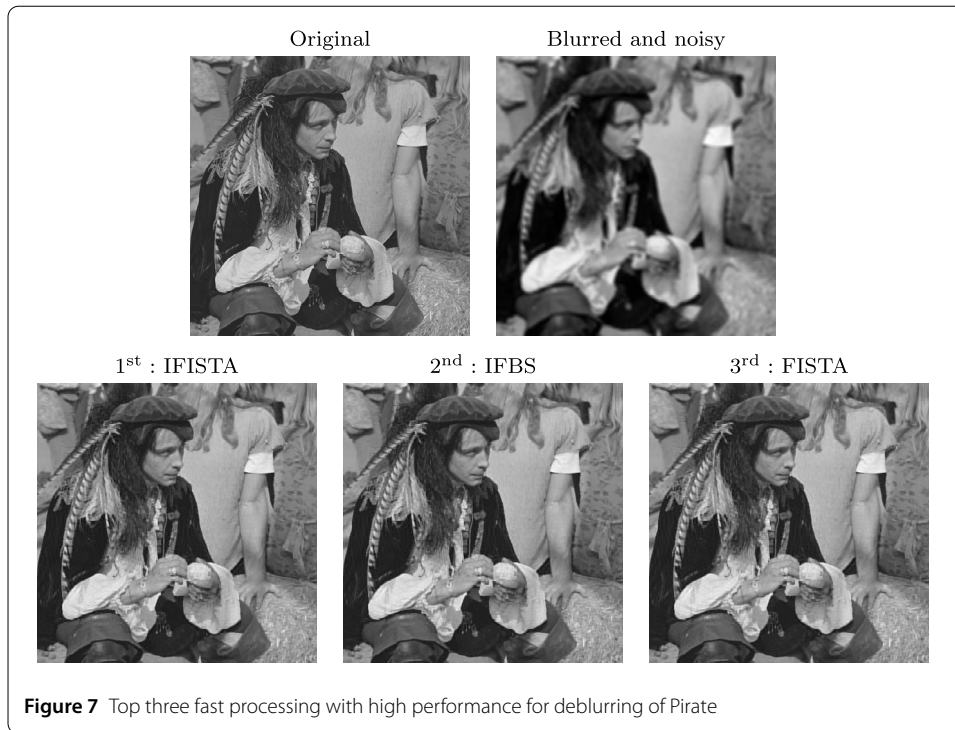 Original
Blurred and noisy
1st : IFISTA
2nd : IFBS
3rd : FISTA
Figure 7 Top three fast processing with high performance for deblurring of Pirate